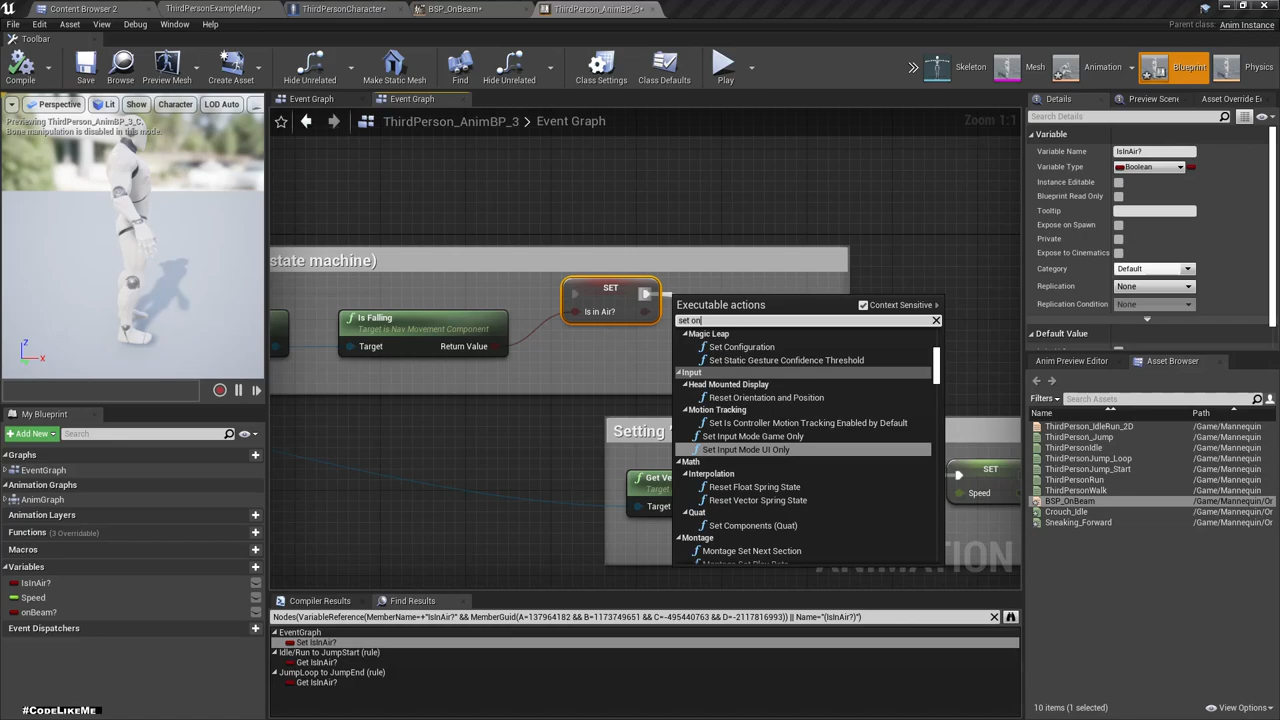 Content Browser 2
ThirdPersonExampleMap*
ThirdPersonCharacter*
BSP_OnBeam*
ThirdPerson_AnimBP_3*
File Edit Asset View Debug Window Help
Parent class: Anim Instance
Toolbar
Compile Save Browse Preview Mesh Create Asset Hide Unrelated Make Static Mesh Find Hide Unrelated Class Settings Class Defaults Play Skeleton Mesh Animation Blueprint Physics
Perspective Lit Show Character LOD Auto
Previewing ThirdPerson_AnimBP_3_C.
Bone manipulation is disabled in this mode.
Event Graph Event Graph
ThirdPerson_AnimBP_3 > Event Graph
Zoom 1:1
state machine)
SET
Is in Air?
Is Falling
Target is Nav Movement Component
Target Return Value
Setting
Get Ve
Target
Target
SET
Speed
ANIMATION
Executable actions
Context Sensitive
set on
Magic Leap
Set Configuration
Set Static Gesture Confidence Threshold
Input
Head Mounted Display
Reset Orientation and Position
Motion Tracking
Set Is Controller Motion Tracking Enabled by Default
Set Input Mode Game Only
Set Input Mode UI Only
Math
Interpolation
Reset Float Spring State
Reset Vector Spring State
Quat
Set Components (Quat)
Montage
Montage Set Next Section
Montage Set Play Rate
My Blueprint
Add New Search
Graphs
EventGraph
Animation Graphs
AnimGraph
Animation Layers
Functions (3 Overridable)
Macros
Variables
IsInAir?
Speed
onBeam?
Event Dispatchers
#CodeLikeMe
Compiler Results Find Results
Nodes(VariableReference(MemberName=+"IsInAir?" && MemberGuid(A=137964182 && B=1173749651 && C=-495440763 && D=-2117816993)) || Name="(IsInAir?)")
EventGraph
Set IsInAir?
Idle/Run to JumpStart (rule)
Get IsInAir?
JumpLoop to JumpEnd (rule)
Get IsInAir?
Details Preview Scene Asset Override E
Search Details
Variable
Variable Name IsInAir?
Variable Type Boolean
Instance Editable
Blueprint Read Only
Tooltip
Expose on Spawn
Private
Expose to Cinematics
Category Default
Replication None
Replication Condition None
Default Value
Anim Preview Editor Asset Browser
Filters Search Assets
Name Path
ThirdPerson_IdleRun_2D /Game/Mannequin
ThirdPerson_Jump /Game/Mannequin
ThirdPersonIdle /Game/Mannequin
ThirdPersonJump_Loop /Game/Mannequin
ThirdPersonJump_Start /Game/Mannequin
ThirdPersonRun /Game/Mannequin
ThirdPersonWalk /Game/Mannequin
BSP_OnBeam /Game/Mannequin/Or
Crouch_Idle /Game/Mannequin/Or
Sneaking_Forward /Game/Mannequin/Or
10 items (1 selected)
View Options